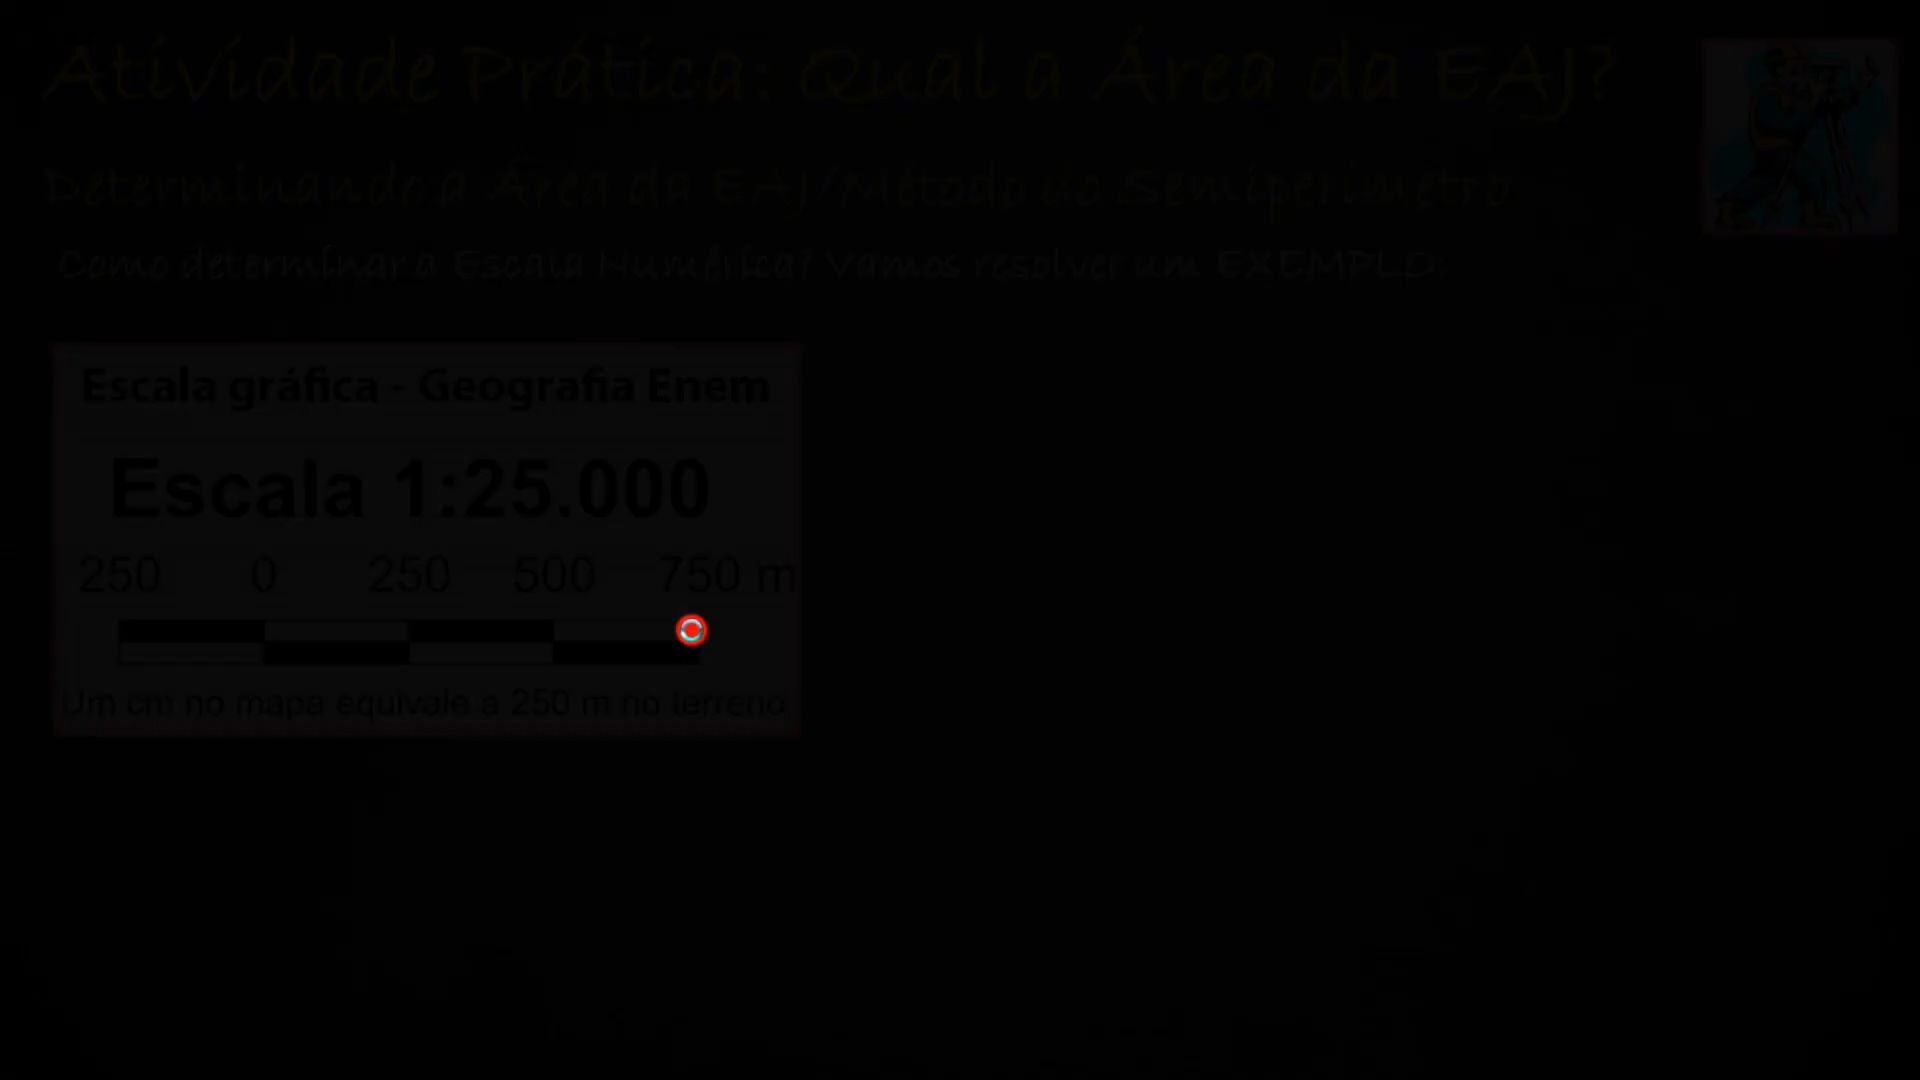 Atividade Prática: Qual a Área da EAJ?
Determinando a Área da EAJ/Método do Semiperímetro
Como determinar a Escala Numérica? Vamos resolver um EXEMPLO:
Escala gráfica - Geografia Enem
Escala 1:25.000
250 0 250 500 750 m
Um cm no mapa equivale a 250 m no terreno